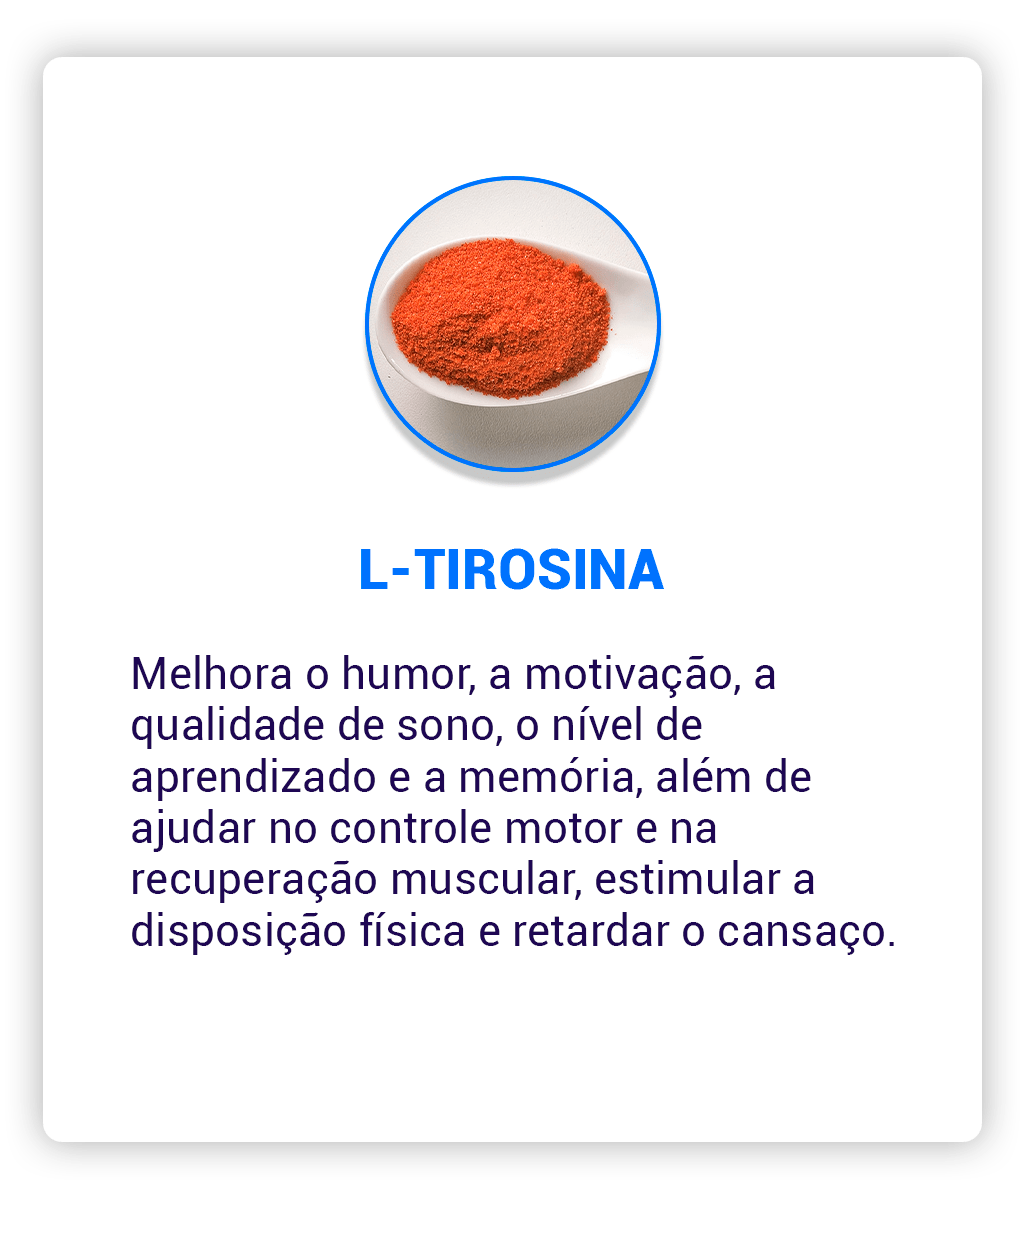 L-TIROSINA
Melhora o humor, a motivação, a
qualidade de sono, o nível de
aprendizado e a memória, além de
ajudar no controle motor e na
recuperação muscular, estimular a
disposição física e retardar o cansaço.